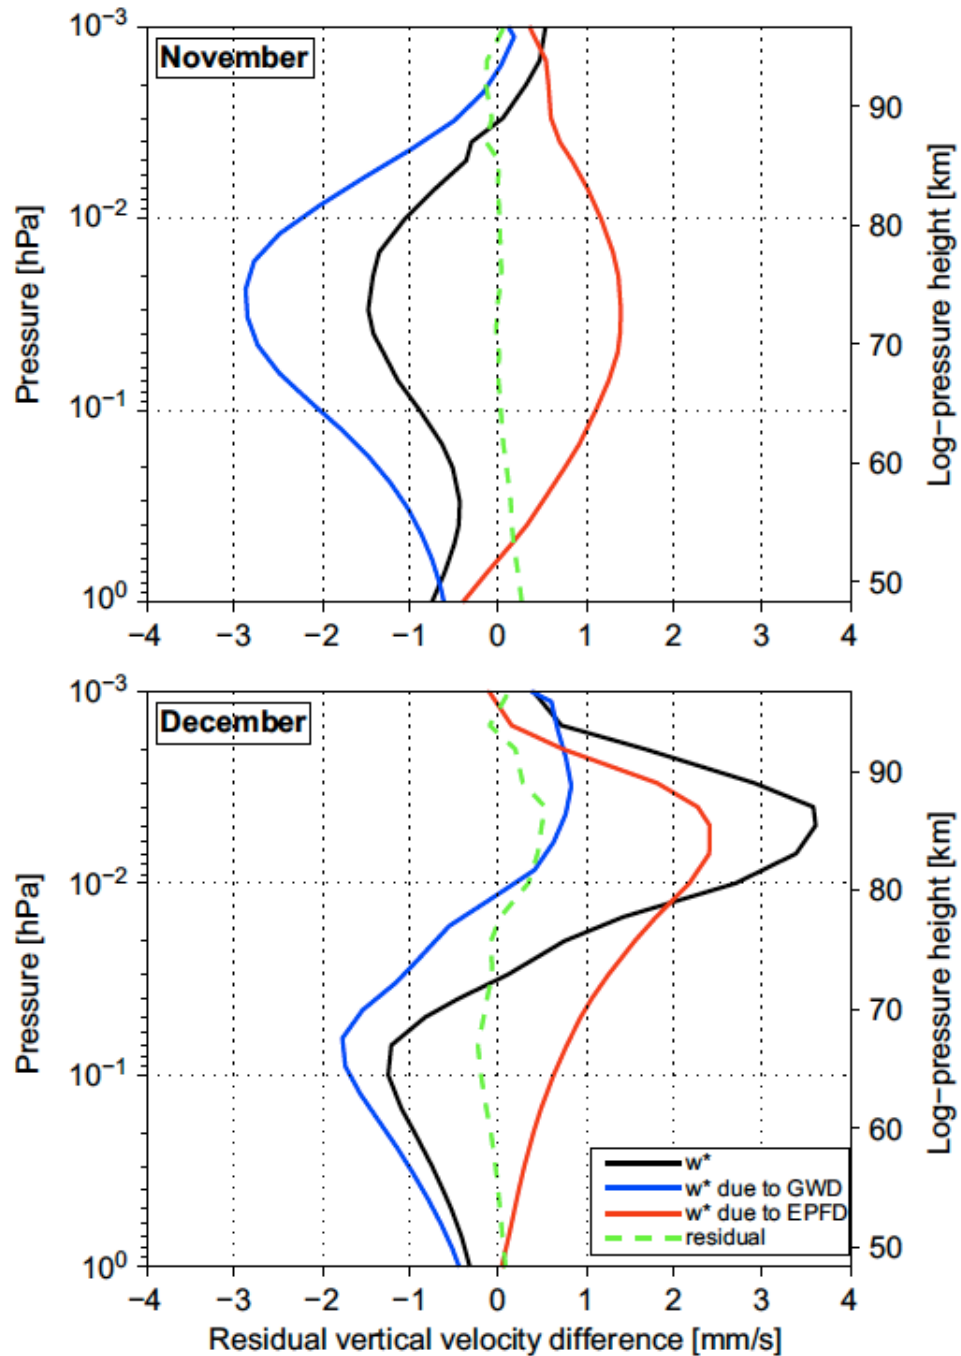 November
10⁻³
10⁻²
10⁻¹
10⁰
Pressure [hPa]
90
80
70
60
50
Log−pressure height [km]
−4 −3 −2 −1 0 1 2 3 4
December
10⁻³
10⁻²
10⁻¹
10⁰
Pressure [hPa]
90
80
70
60
50
Log−pressure height [km]
w*
w* due to GWD
w* due to EPFD
residual
−4 −3 −2 −1 0 1 2 3 4
Residual vertical velocity difference [mm/s]